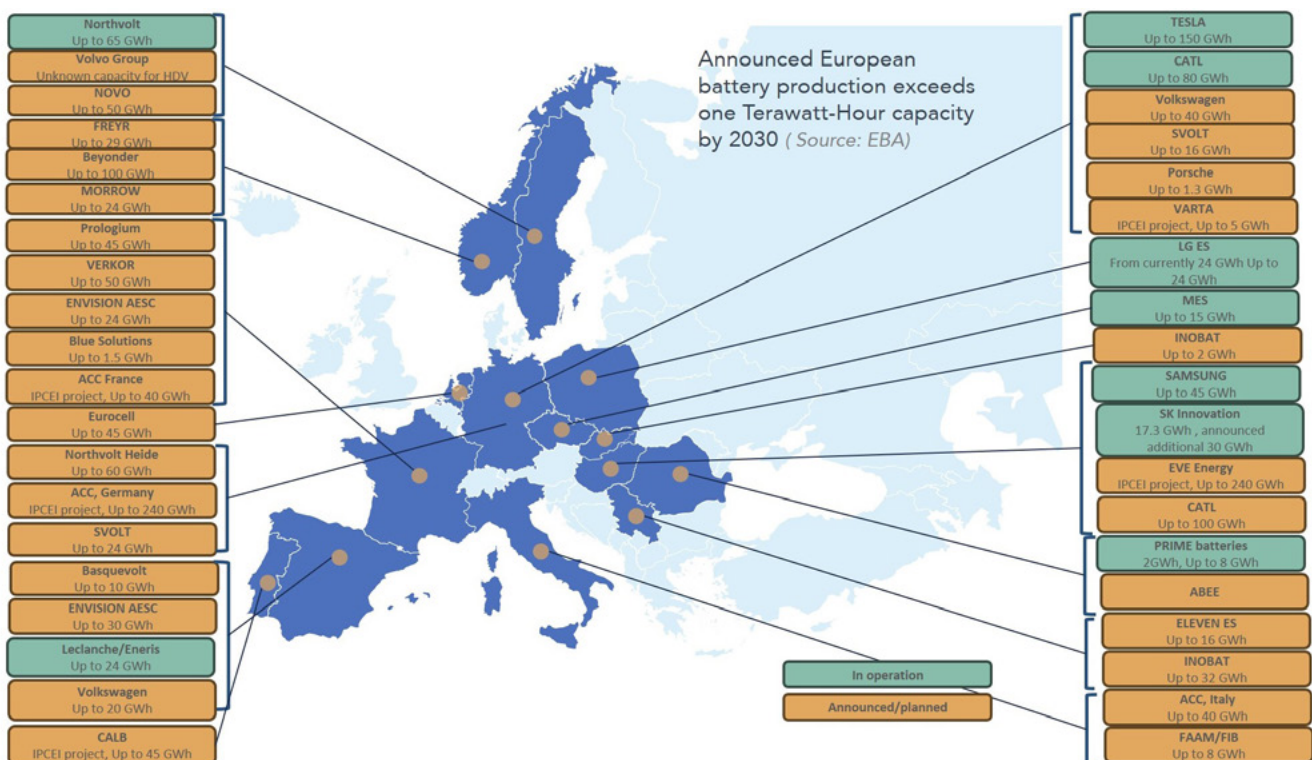 Northvolt
Up to 65 GWh
Volvo Group
Unknown capacity for HDV
NOVO
Up to 50 GWh
FREYR
Up to 29 GWh
Beyonder
Up to 100 GWh
MORROW
Up to 24 GWh
Prologium
Up to 45 GWh
VERKOR
Up to 50 GWh
ENVISION AESC
Up to 24 GWh
Blue Solutions
Up to 1.5 GWh
ACC France
IPCEI project, Up to 40 GWh
Eurocell
Up to 45 GWh
Northvolt Heide
Up to 60 GWh
ACC, Germany
IPCEI project, Up to 240 GWh
SVOLT
Up to 24 GWh
Basquevolt
Up to 10 GWh
ENVISION AESC
Up to 30 GWh
Leclanche/Eneris
Up to 24 GWh
Volkswagen
Up to 20 GWh
CALB
IPCEI project, Up to 45 GWh
Announced European
battery production exceeds
one Terawatt-Hour capacity
by 2030 ( Source: EBA)
In operation
Announced/planned
TESLA
Up to 150 GWh
CATL
Up to 80 GWh
Volkswagen
Up to 40 GWh
SVOLT
Up to 16 GWh
Porsche
Up to 1.3 GWh
VARTA
IPCEI project, Up to 5 GWh
LG ES
From currently 24 GWh Up to
24 GWh
MES
Up to 15 GWh
INOBAT
Up to 2 GWh
SAMSUNG
Up to 45 GWh
SK Innovation
17.3 GWh , announced
additional 30 GWh
EVE Energy
IPCEI project, Up to 240 GWh
CATL
Up to 100 GWh
PRIME batteries
2GWh, Up to 8 GWh
ABEE
ELEVEN ES
Up to 16 GWh
INOBAT
Up to 32 GWh
ACC, Italy
Up to 40 GWh
FAAM/FIB
Up to 8 GWh